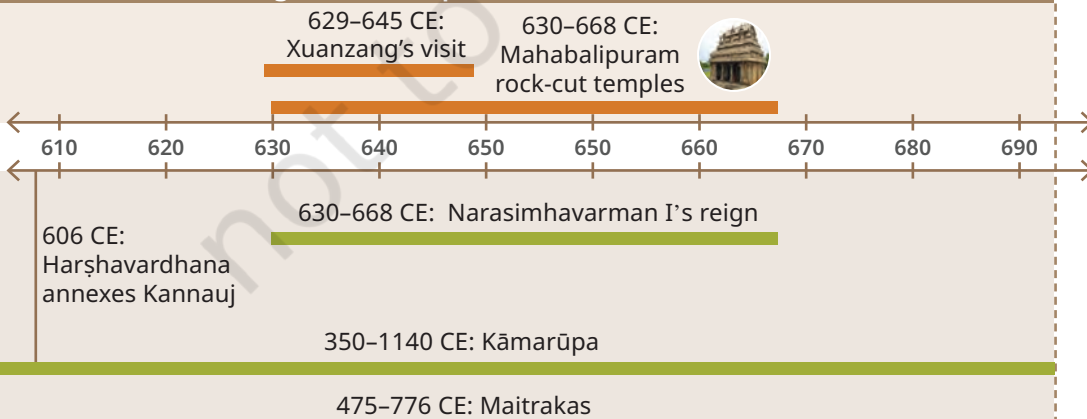 629–645 CE:
Xuanzang’s visit
630–668 CE:
Mahabalipuram
rock-cut temples
610 620 630 640 650 650 660 670 680 690
630–668 CE: Narasimhavarman I’s reign
606 CE:
Harṣhavardhana
annexes Kannauj
350–1140 CE: Kāmarūpa
475–776 CE: Maitrakas
not to